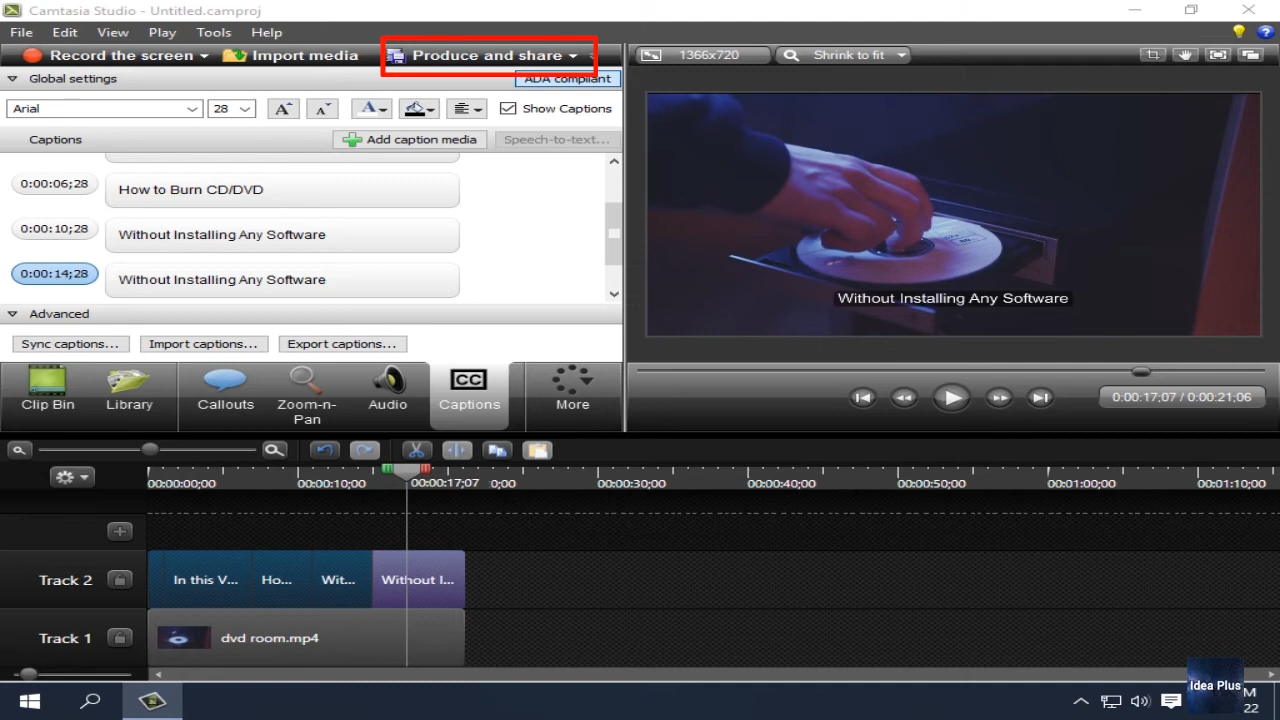 Camtasia Studio - Untitled.camproj
File Edit View Play Tools Help
Record the screen Import media Produce and share
1366x720 Shrink to fit
Global settings
ADA compliant
Arial 28 Show Captions
Captions Add caption media Speech-to-text...
0:00:06;28 How to Burn CD/DVD
0:00:10;28 Without Installing Any Software
0:00:14;28 Without Installing Any Software
Without Installing Any Software
Advanced
Sync captions... Import captions... Export captions...
CC
Clip Bin Library Callouts Zoom-n-Pan Audio Captions More
0:00:17;07 / 0:00:21;06
00:00:00;00 00:00:10;00 00:00:17;07 0;00 00:00:30;00 00:00:40;00 00:00:50;00 00:01:00;00 00:01:10;00
Track 2 In this V... Ho... Wit... Without I...
Track 1 dvd room.mp4
Idea Plus
M
22